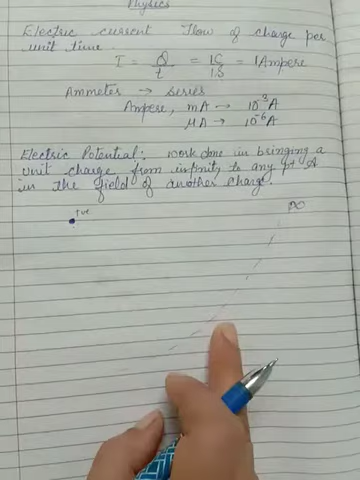 Physics
Electric current Flow of charge per
unit time.
I = Q/t = 1C/1S = 1Ampere
Ammeter → series
Ampere, mA → 10⁻³A
μA → 10⁻⁶A
Electric Potential: work done in bringing a
unit charge from infinity to any pt A
in the field of another charge.
+ve
∞